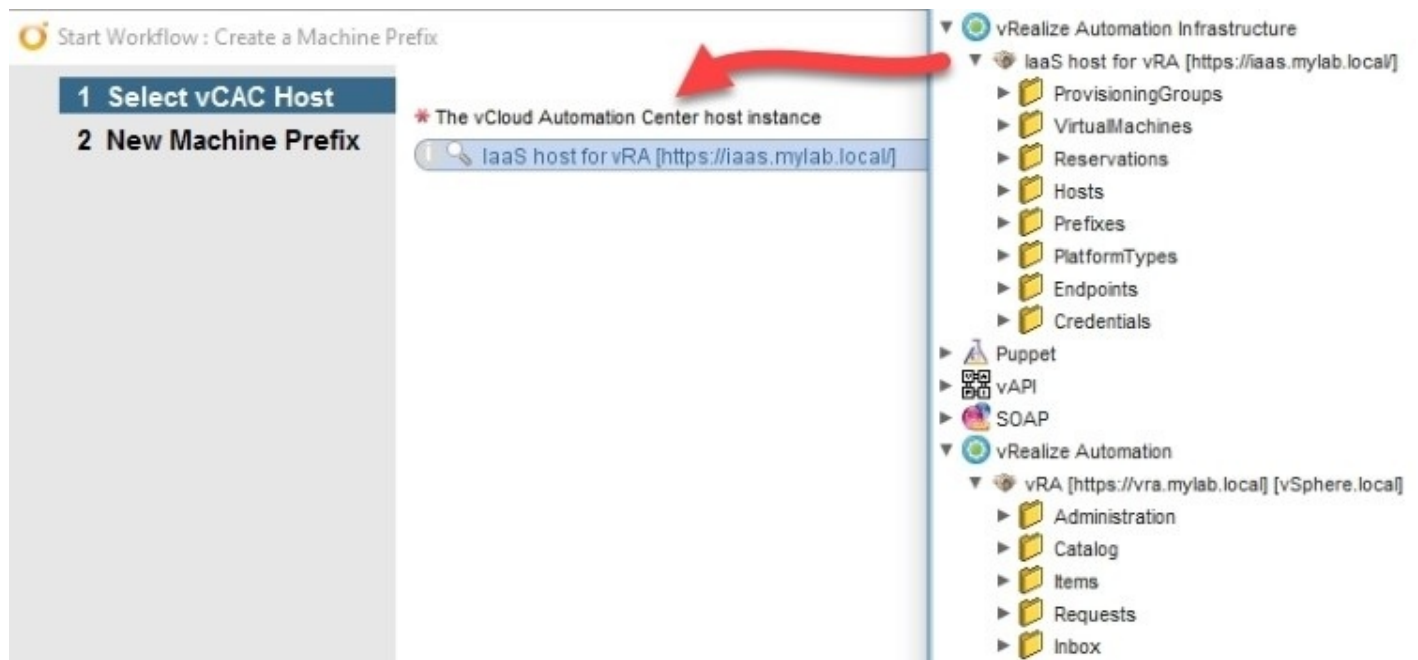 Start Workflow : Create a Machine Prefix
1 Select vCAC Host
2 New Machine Prefix
* The vCloud Automation Center host instance
IaaS host for vRA [https://iaas.mylab.local/]
vRealize Automation Infrastructure
IaaS host for vRA [https://iaas.mylab.local/]
ProvisioningGroups
VirtualMachines
Reservations
Hosts
Prefixes
PlatformTypes
Endpoints
Credentials
Puppet
vAPI
SOAP
vRealize Automation
vRA [https://vra.mylab.local] [vSphere.local]
Administration
Catalog
Items
Requests
Inbox